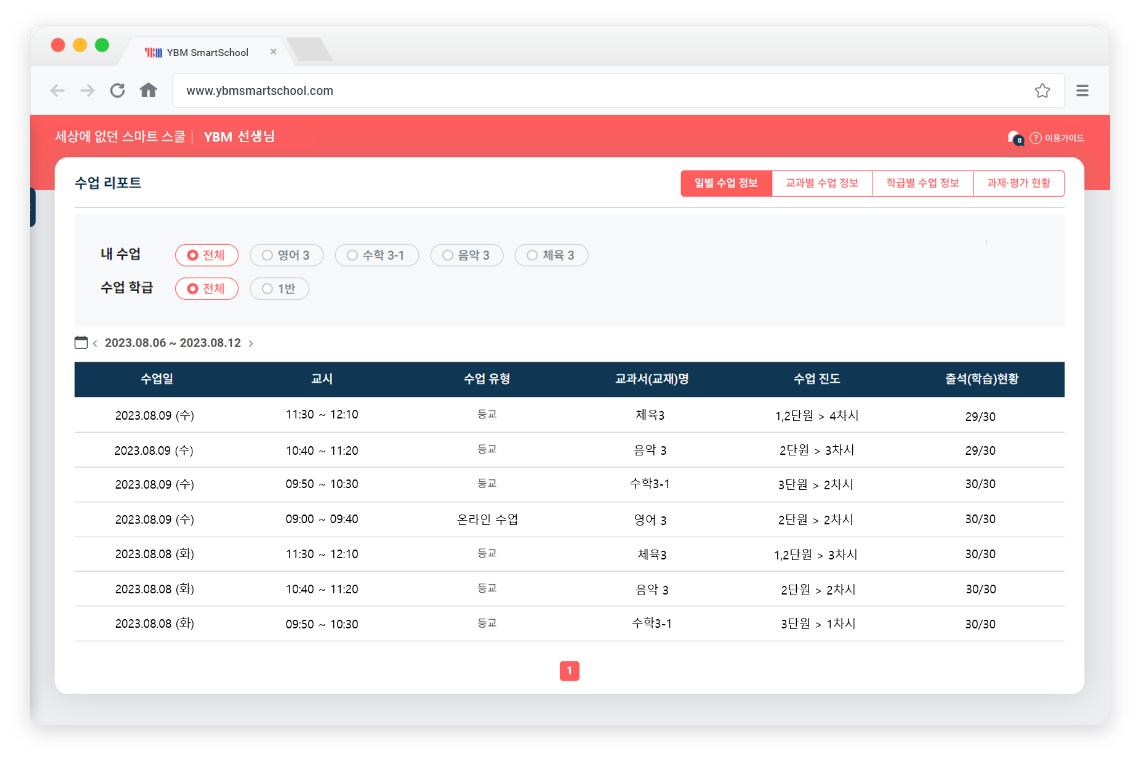 YBM YBM SmartSchool ×
www.ybmsmartschool.com
세상에 없던 스마트 스쿨 | YBM 선생님
0 ? 이용가이드
수업 리포트
일별 수업 정보 교과별 수업 정보 학급별 수업 정보 과제·평가 현황
내 수업 전체 영어 3 수학 3-1 음악 3 체육 3
수업 학급 전체 1반
< 2023.08.06 ~ 2023.08.12 >
수업일 교시 수업 유형 교과서(교재)명 수업 진도 출석(학습)현황
2023.08.09 (수) 11:30 ~ 12:10 등교 체육3 1,2단원 > 4차시 29/30
2023.08.09 (수) 10:40 ~ 11:20 등교 음악 3 2단원 > 3차시 29/30
2023.08.09 (수) 09:50 ~ 10:30 등교 수학3-1 3단원 > 2차시 30/30
2023.08.09 (수) 09:00 ~ 09:40 온라인 수업 영어 3 2단원 > 2차시 30/30
2023.08.08 (화) 11:30 ~ 12:10 등교 체육3 1,2단원 > 3차시 30/30
2023.08.08 (화) 10:40 ~ 11:20 등교 음악 3 2단원 > 2차시 30/30
2023.08.08 (화) 09:50 ~ 10:30 등교 수학3-1 3단원 > 1차시 30/30
1